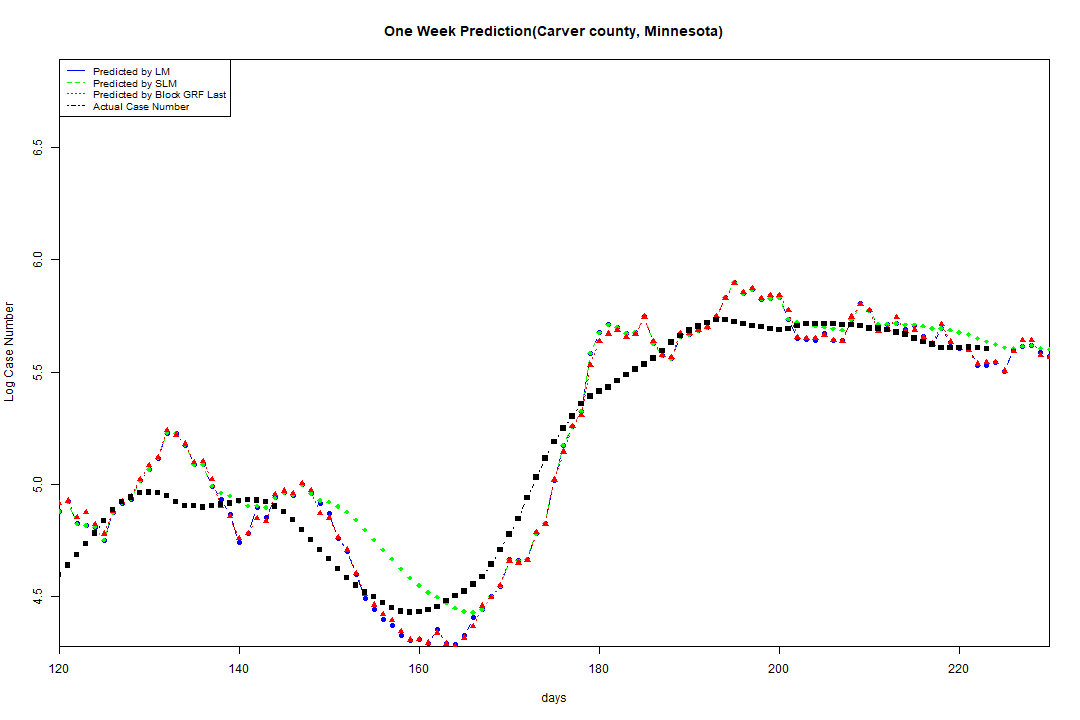 One Week Prediction(Carver county, Minnesota)
Predicted by LM
Predicted by SLM
Predicted by Block GRF Last
Actual Case Number
6.5
6.0
5.5
5.0
4.5
Log Case Number
120 140 160 180 200 220
days